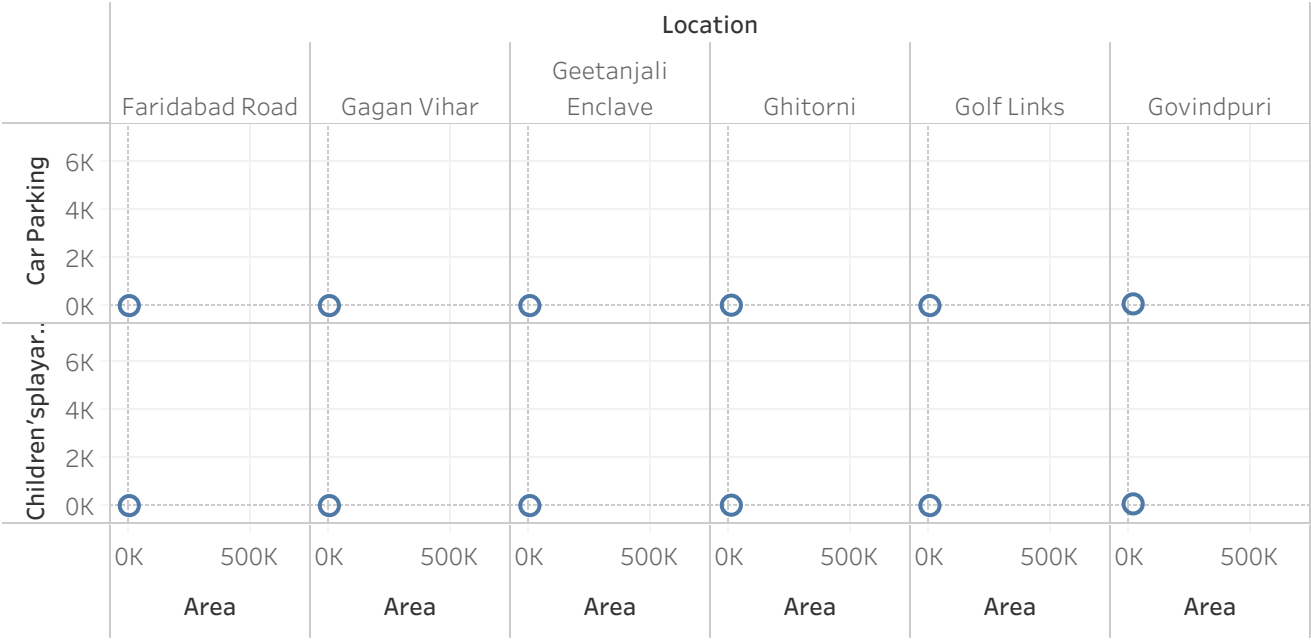 Location
Faridabad Road
Gagan Vihar
Geetanjali
Enclave
Ghitorni
Golf Links
Govindpuri
Car Parking
6K
4K
2K
0K
Children'splayar..
6K
4K
2K
0K
0K 500K 0K 500K 0K 500K 0K 500K 0K 500K 0K 500K
Area Area Area Area Area Area